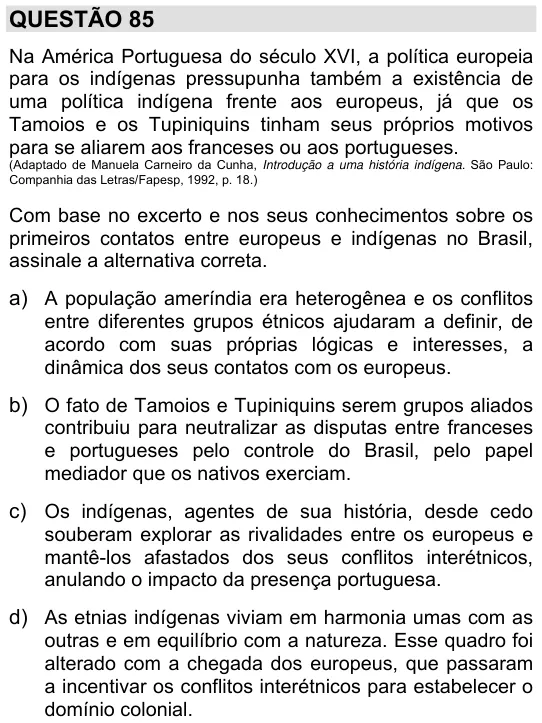 QUESTÃO 85
Na América Portuguesa do século XVI, a política europeia
para os indígenas pressupunha também a existência de
uma política indígena frente aos europeus, já que os
Tamoios e os Tupiniquins tinham seus próprios motivos
para se aliarem aos franceses ou aos portugueses.
(Adaptado de Manuela Carneiro da Cunha, Introdução a uma história indígena. São Paulo:
Companhia das Letras/Fapesp, 1992, p. 18.)
Com base no excerto e nos seus conhecimentos sobre os
primeiros contatos entre europeus e indígenas no Brasil,
assinale a alternativa correta.
a) A população ameríndia era heterogênea e os conflitos
entre diferentes grupos étnicos ajudaram a definir, de
acordo com suas próprias lógicas e interesses, a
dinâmica dos seus contatos com os europeus.
b) O fato de Tamoios e Tupiniquins serem grupos aliados
contribuiu para neutralizar as disputas entre franceses
e portugueses pelo controle do Brasil, pelo papel
mediador que os nativos exerciam.
c) Os indígenas, agentes de sua história, desde cedo
souberam explorar as rivalidades entre os europeus e
mantê-los afastados dos seus conflitos interétnicos,
anulando o impacto da presença portuguesa.
d) As etnias indígenas viviam em harmonia umas com as
outras e em equilíbrio com a natureza. Esse quadro foi
alterado com a chegada dos europeus, que passaram
a incentivar os conflitos interétnicos para estabelecer o
domínio colonial.